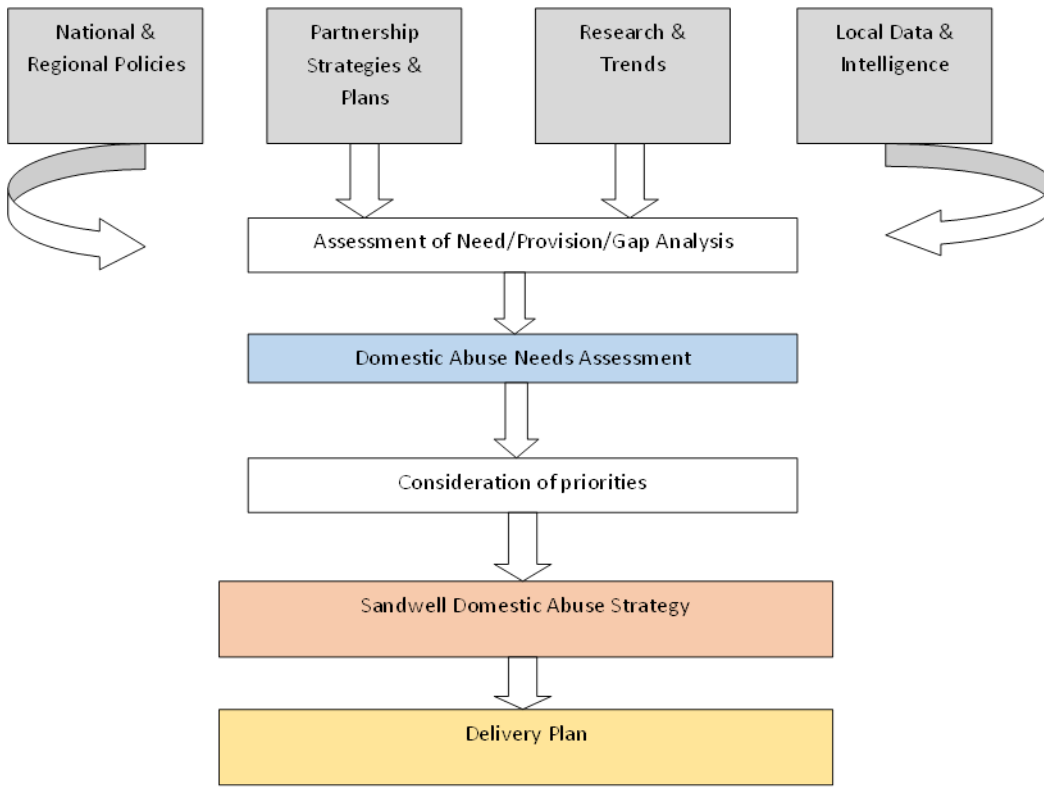 National &
Regional Policies
Partnership
Strategies &
Plans
Research &
Trends
Local Data &
Intelligence
Assessment of Need/Provision/Gap Analysis
Domestic Abuse Needs Assessment
Consideration of priorities
Sandwell Domestic Abuse Strategy
Delivery Plan